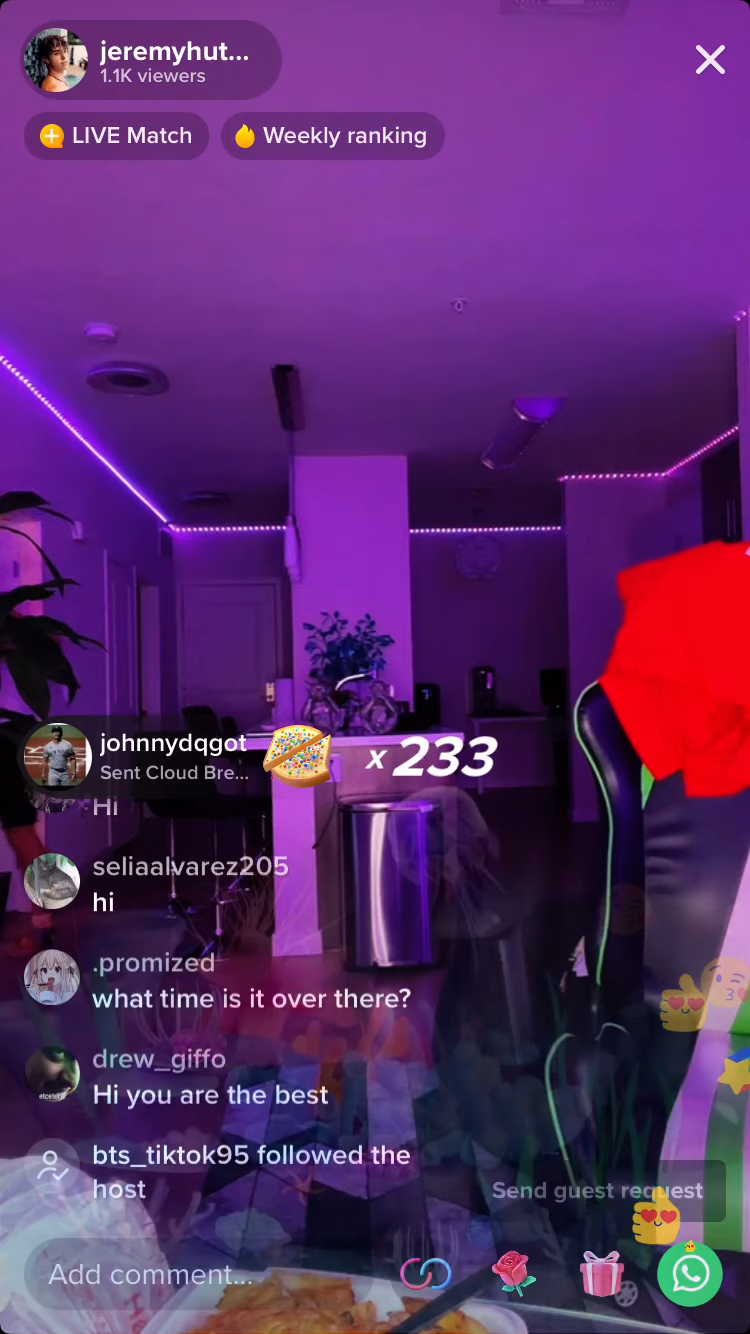 jeremyhut...
1.1K viewers
LIVE Match
Weekly ranking
johnnydqgot
Sent Cloud Bre...
x 233
Hi
seliaalvarez205
hi
.promized
what time is it over there?
drew_giffo
Hi you are the best
bts_tiktok95 followed the
host
Send guest request
Add comment...